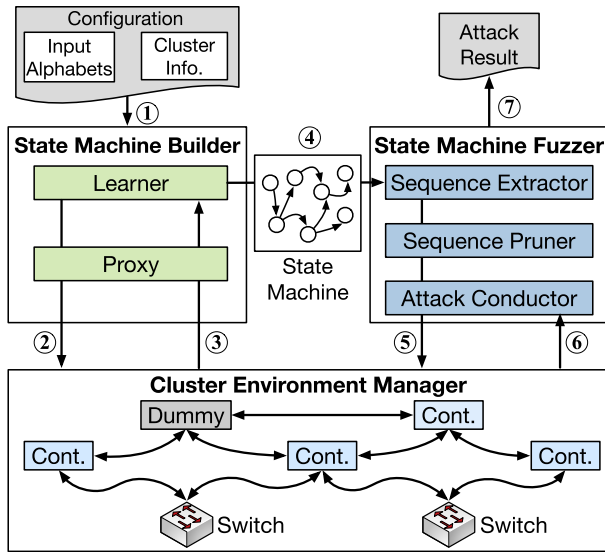 Configuration
Input
Alphabets
Cluster
Info.
Attack
Result
①
⑦
State Machine Builder
④
State Machine Fuzzer
Learner
Sequence Extractor
Proxy
State
Machine
Sequence Pruner
Attack Conductor
②
③
⑤
⑥
Cluster Environment Manager
Dummy
Cont.
Cont.
Cont.
Cont.
Switch
Switch